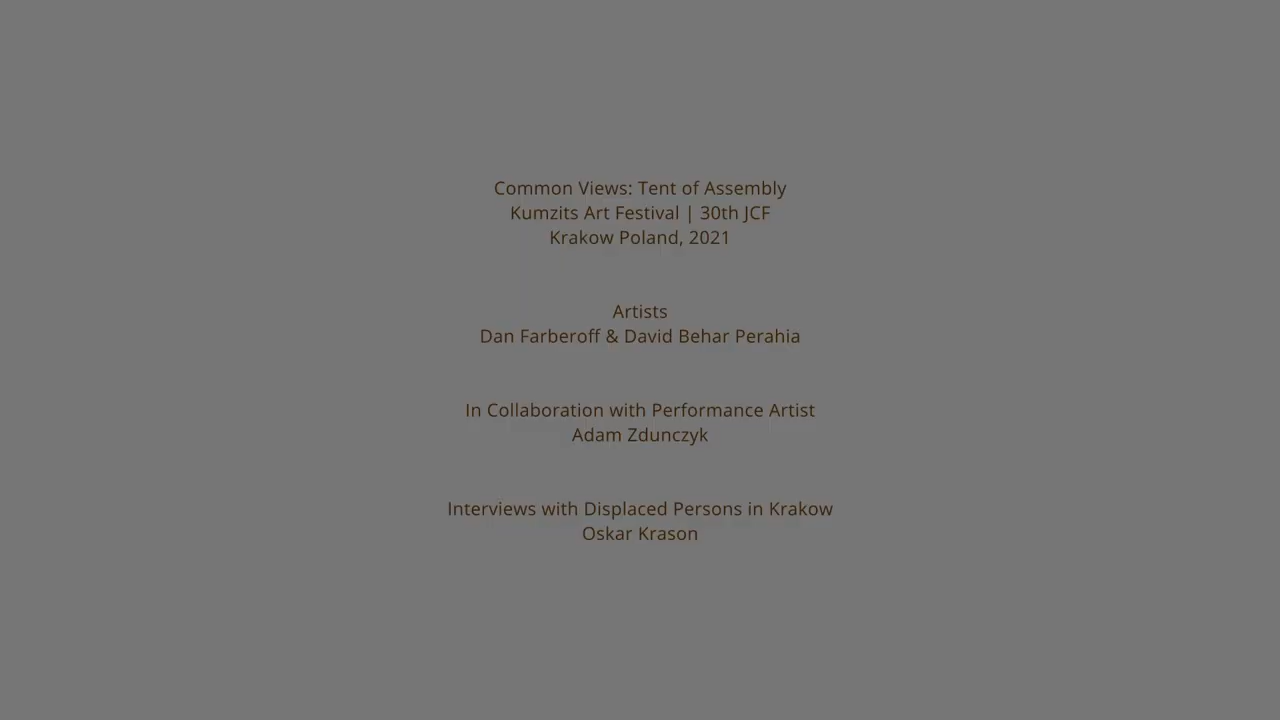 Common Views: Tent of Assembly
Kumzits Art Festival | 30th JCF
Krakow Poland, 2021
Artists
Dan Farberoff & David Behar Perahia
In Collaboration with Performance Artist
Adam Zdunczyk
Interviews with Displaced Persons in Krakow
Oskar Krason